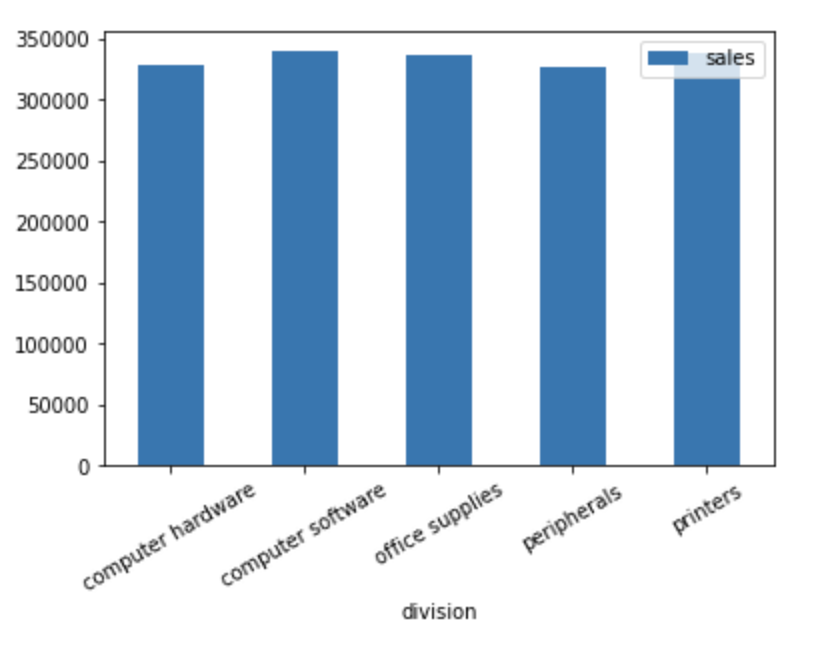 350000
300000
250000
200000
150000
100000
50000
0
sales
computer hardware
computer software
office supplies
peripherals
printers
division